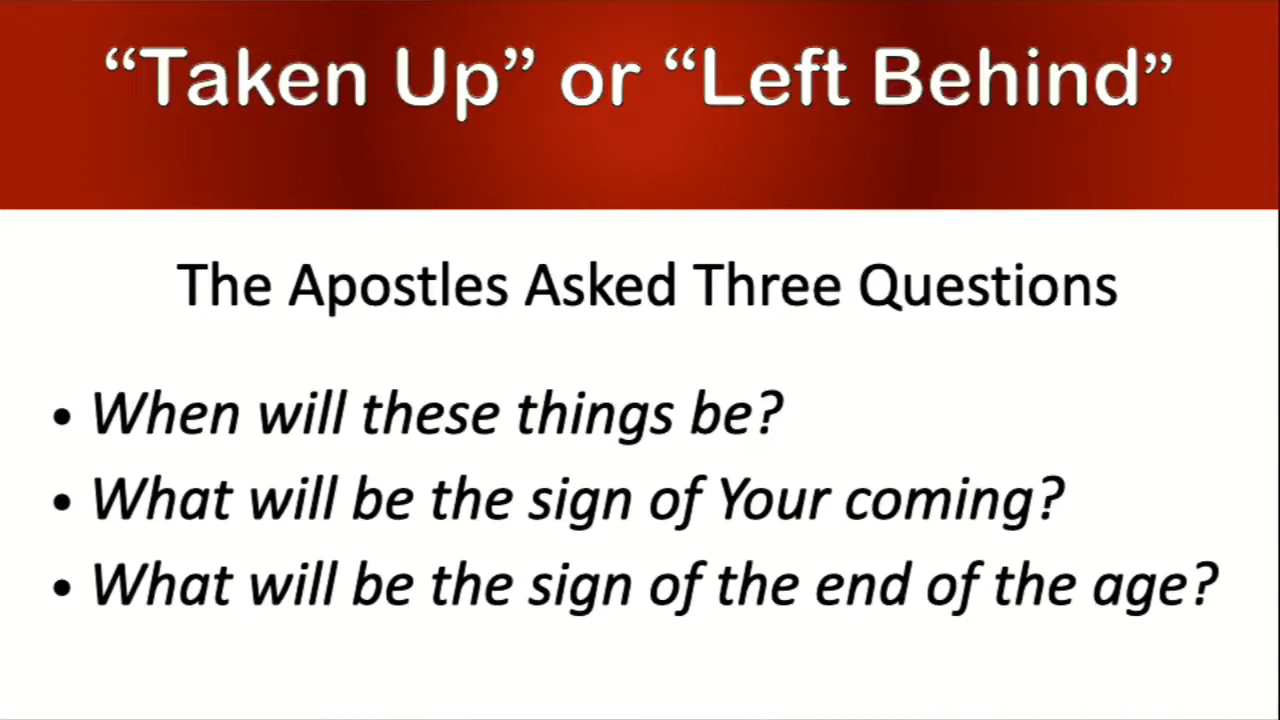 “Taken Up” or “Left Behind”
The Apostles Asked Three Questions
• When will these things be?
• What will be the sign of Your coming?
• What will be the sign of the end of the age?